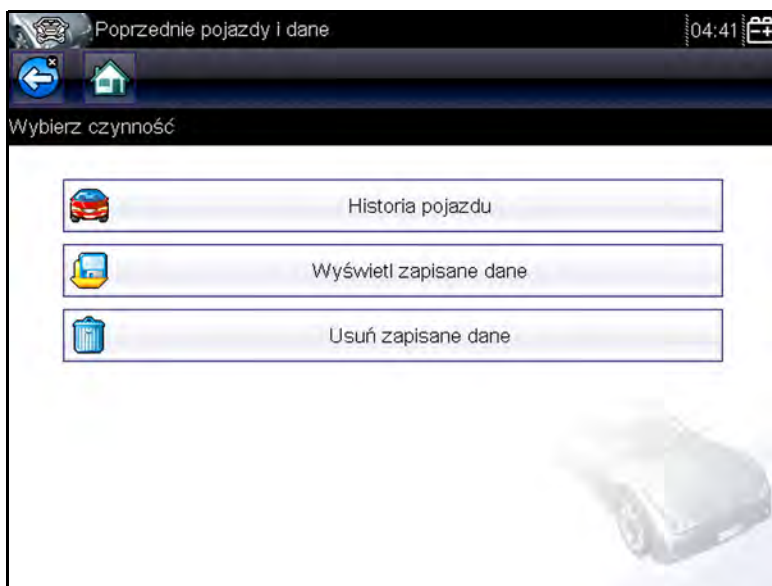 Poprzednie pojazdy i dane 04:41
Wybierz czynność
Historia pojazdu
Wyświetl zapisane dane
Usuń zapisane dane